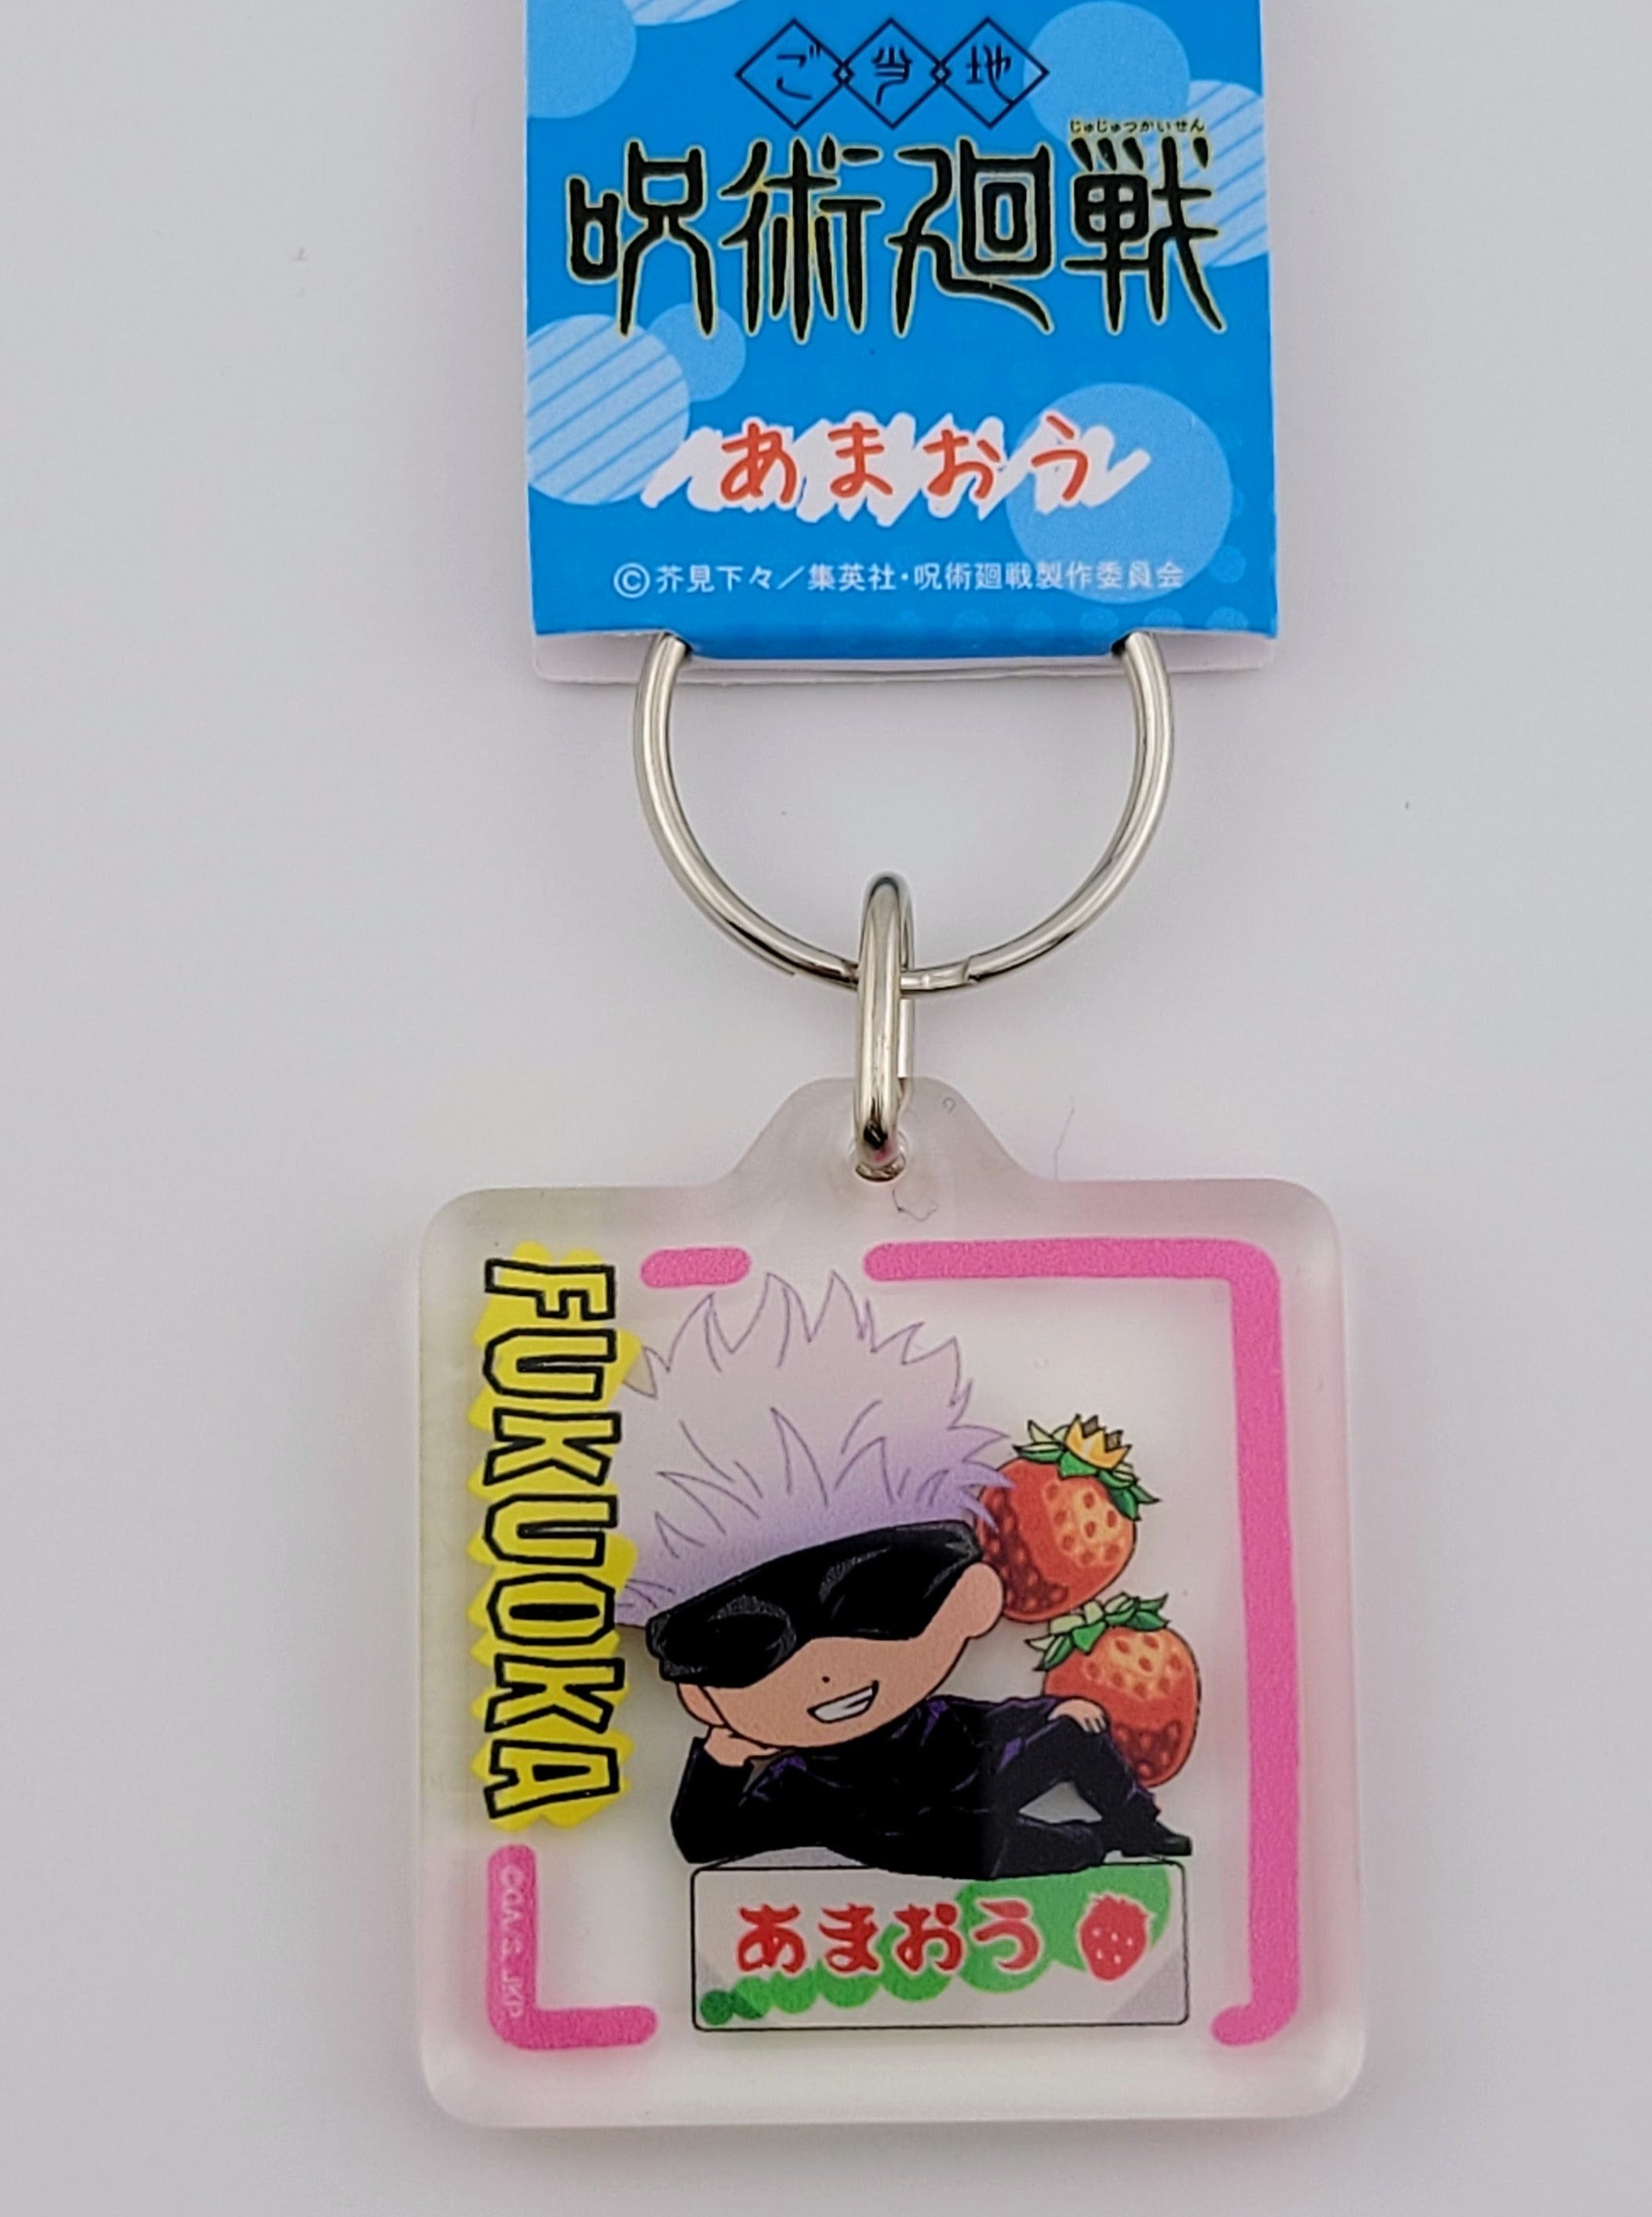 ご当地
じゅじゅつかいせん
呪術廻戦
あまおう
©芥見下々／集英社・呪術廻戦製作委員会
FUKUOKA
©GA/S, JKP
あまおう